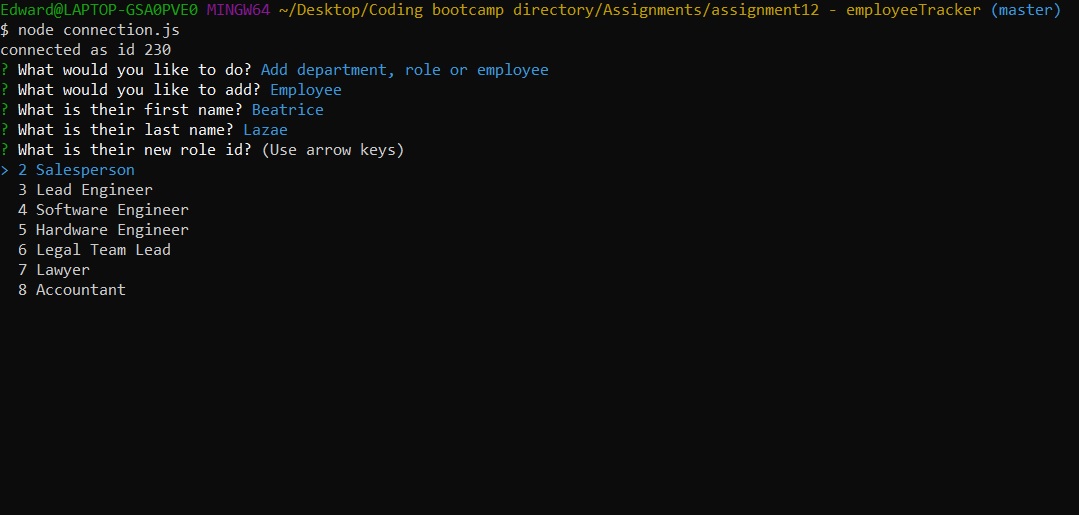 Edward@LAPTOP-GSA0PVE0 MINGW64 ~/Desktop/Coding bootcamp directory/Assignments/assignment12 - employeeTracker (master)
$ node connection.js
connected as id 230
? What would you like to do? Add department, role or employee
? What would you like to add? Employee
? What is their first name? Beatrice
? What is their last name? Lazae
? What is their new role id? (Use arrow keys)
> 2 Salesperson
  3 Lead Engineer
  4 Software Engineer
  5 Hardware Engineer
  6 Legal Team Lead
  7 Lawyer
  8 Accountant